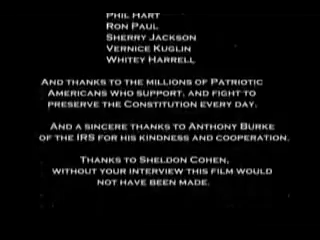 Phil Hart
Ron Paul
Sherry Jackson
Vernice Kuglin
Whitey Harrell
And thanks to the millions of Patriotic
Americans who support, and fight to
preserve the Constitution every day.
And a sincere thanks to Anthony Burke
of the IRS for his kindness and cooperation.
Thanks to Sheldon Cohen,
without your interview this film would
not have been made.